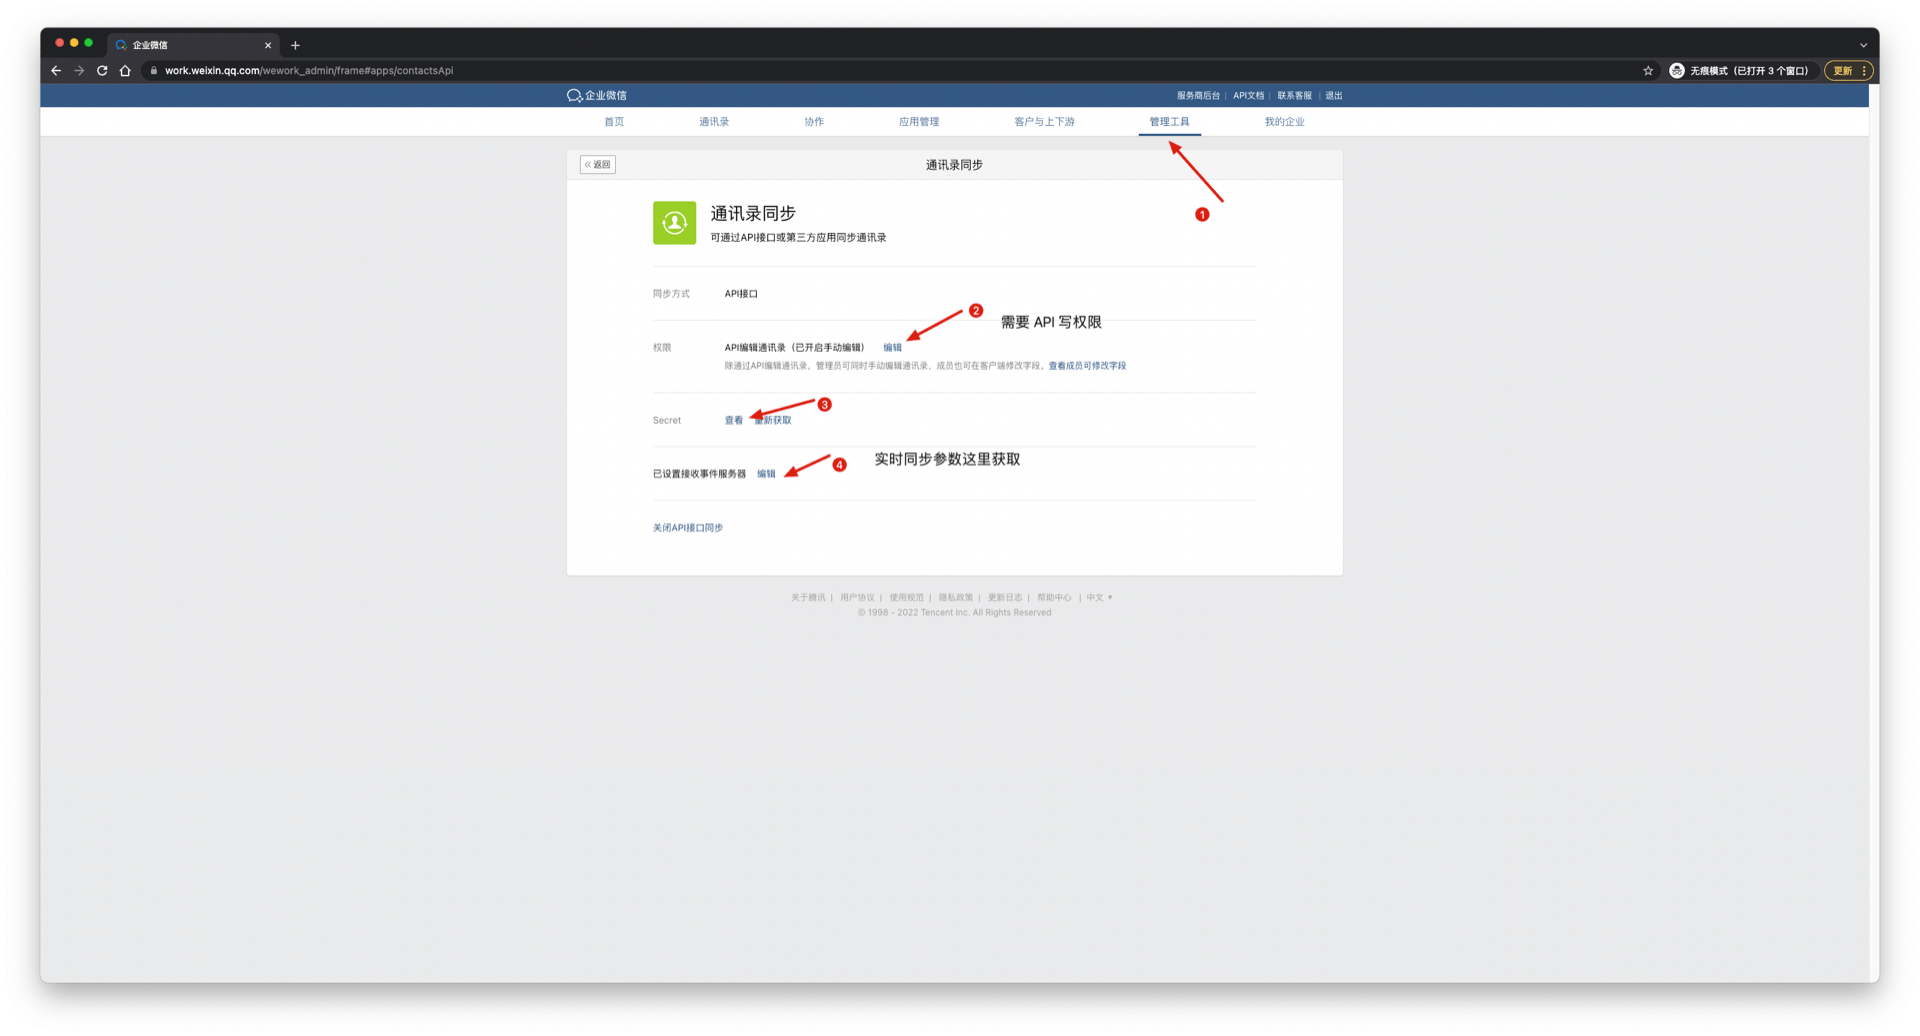 企业微信
work.weixin.qq.com/wework_admin/frame#apps/contactsApi
无痕模式（已打开 3 个窗口）
更新
企业微信
服务商后台 | API文档 | 联系客服 | 退出
首页 通讯录 协作 应用管理 客户与上下游 管理工具 我的企业
« 返回
通讯录同步
1
通讯录同步
可通过API接口或第三方应用同步通讯录
同步方式 API接口
2
需要 API 写权限
权限 API编辑通讯录（已开启手动编辑） 编辑
除通过API编辑通讯录，管理员可同时手动编辑通讯录，成员也可在客户端修改字段。查看成员可修改字段
3
Secret 查看 重新获取
实时同步参数这里获取
4
已设置接收事件服务器 编辑
关闭API接口同步
关于腾讯 | 用户协议 | 使用规范 | 隐私政策 | 更新日志 | 帮助中心 | 中文
© 1998 - 2022 Tencent Inc. All Rights Reserved